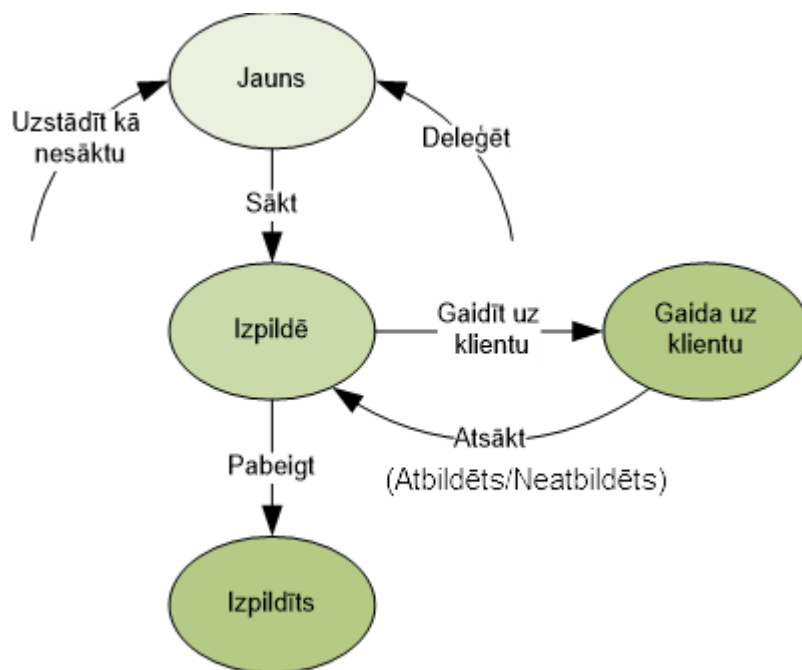 Jauns
Uzstādīt kā
nesāktu
Deleģēt
Sākt
Izpildē
Gaidīt uz
klientu
Gaida uz
klientu
Atsākt
(Atbildēts/Neatbildēts)
Pabeigt
Izpildīts